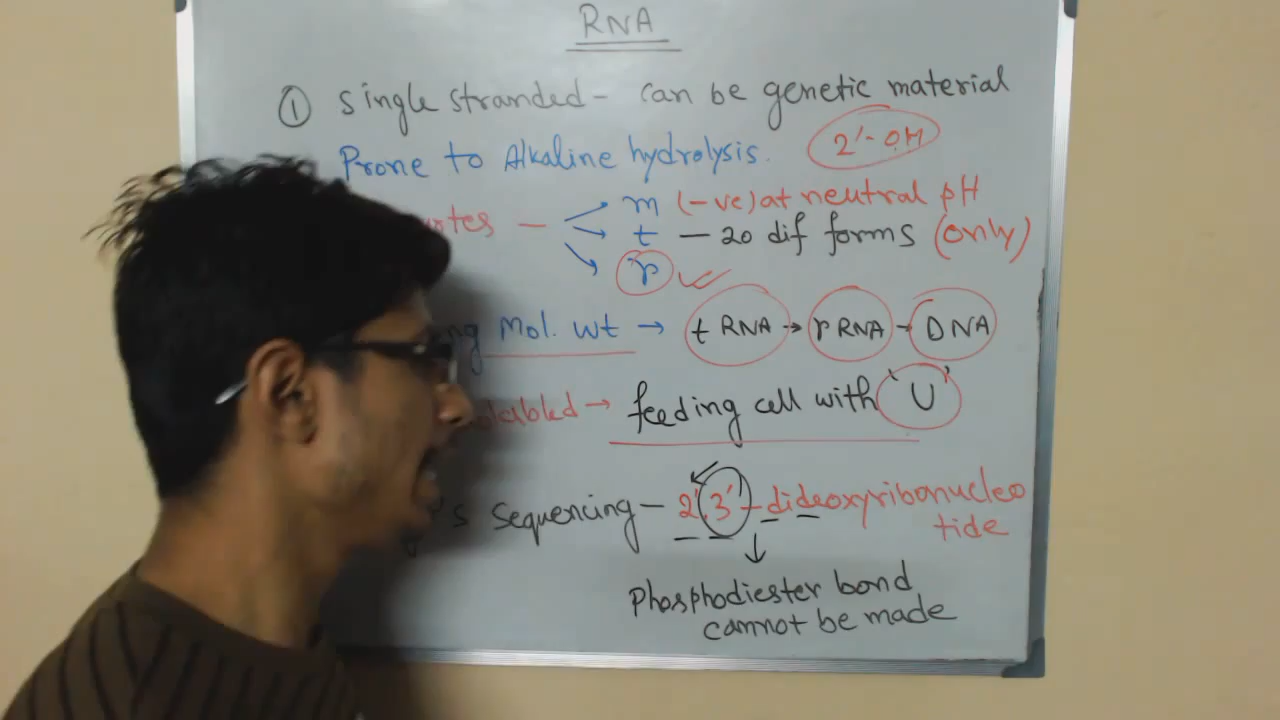 RNA
① single stranded - can be genetic material
Prone to Alkaline hydrolysis. 2'-OH
m (-ve) at neutral pH
t - 20 dif forms (only)
r
Mol. wt → tRNA → rRNA - DNA
→ feeding cell with 'U'
Sequencing - 2' 3' - dideoxyribonucleo
tide
↓
Phosphodiester bond
cannot be made